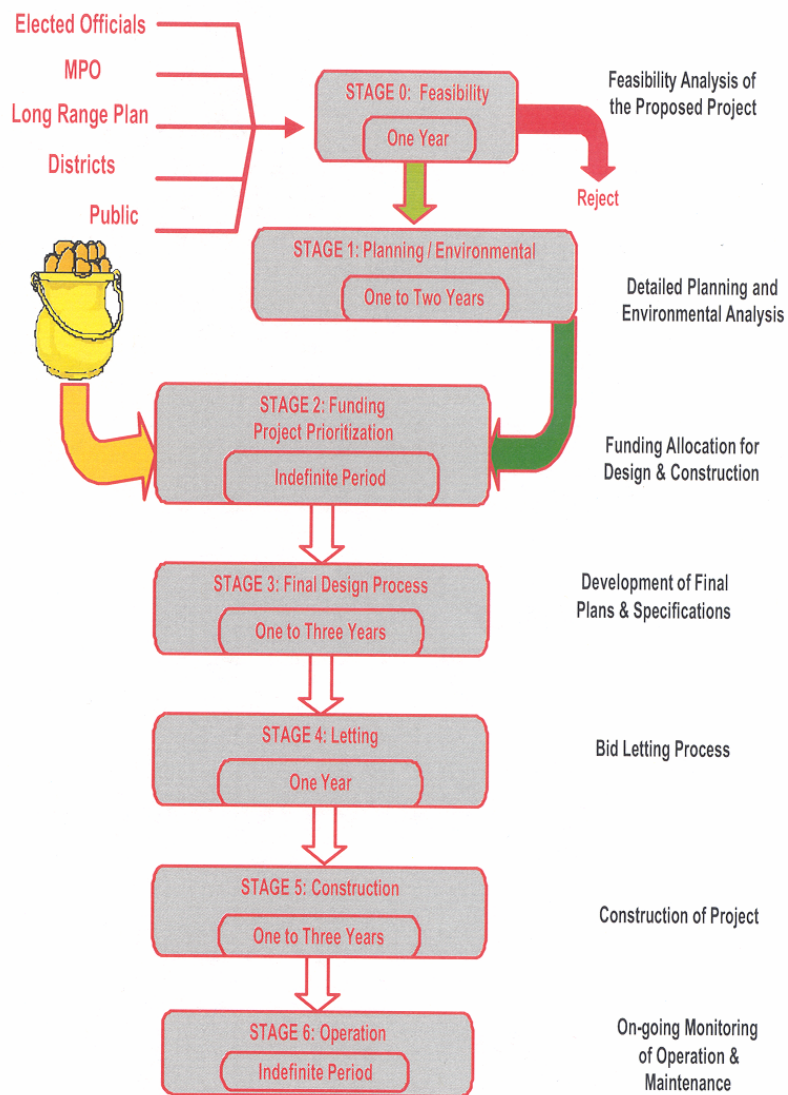 Elected Officials
MPO
Long Range Plan
Districts
Public
STAGE 0: Feasibility
One Year
Feasibility Analysis of
the Proposed Project
Reject
STAGE 1: Planning / Environmental
One to Two Years
Detailed Planning and
Environmental Analysis
STAGE 2: Funding
Project Prioritization
Indefinite Period
Funding Allocation for
Design & Construction
STAGE 3: Final Design Process
One to Three Years
Development of Final
Plans & Specifications
STAGE 4: Letting
One Year
Bid Letting Process
STAGE 5: Construction
One to Three Years
Construction of Project
STAGE 6: Operation
Indefinite Period
On-going Monitoring
of Operation &
Maintenance